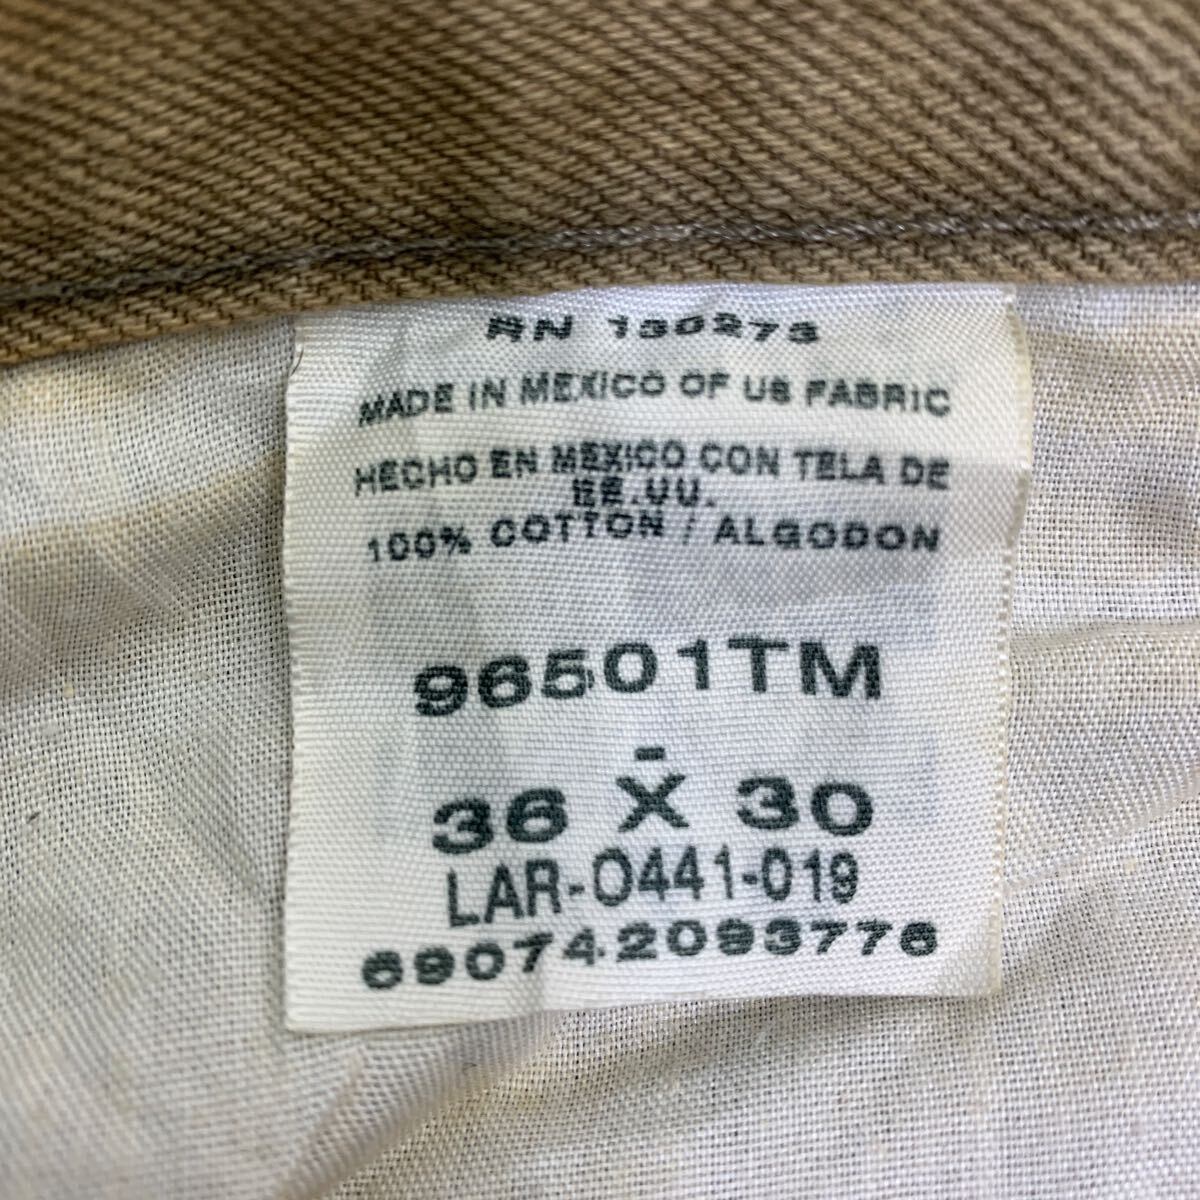 RN 130273
MADE IN MEXICO OF US FABRIC
HECHO EN MEXICO CON TELA DE
EE.UU.
100% COTTON / ALGODON
96501TM
-
36 X 30
LAR-0441-019
690742093776